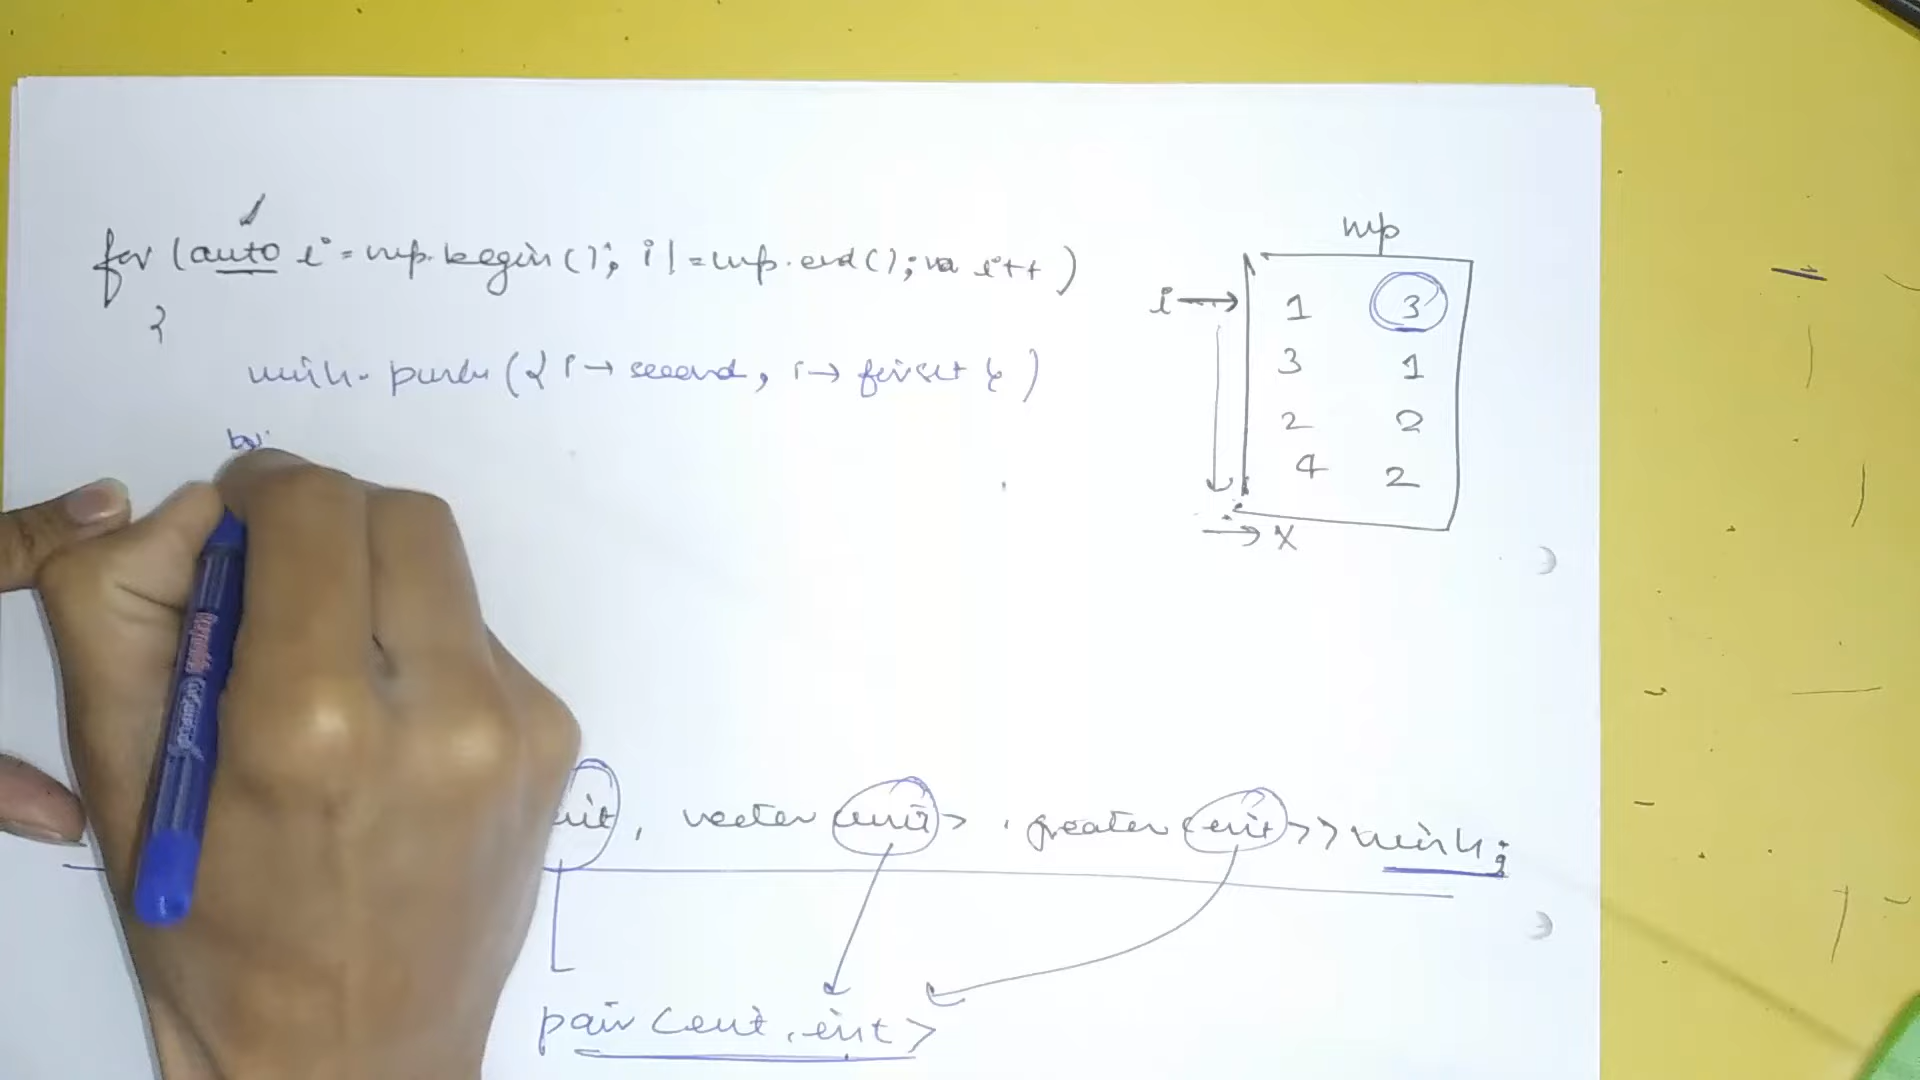 mp
for (auto i = mp.begin(); i!=mp.end(); i++)
{
i→
1 3
3 1
2 2
4 2
minh.push({i→second, i→first})
→ x
int, vector <int>, greater <int>> minh;
pair <int, int>